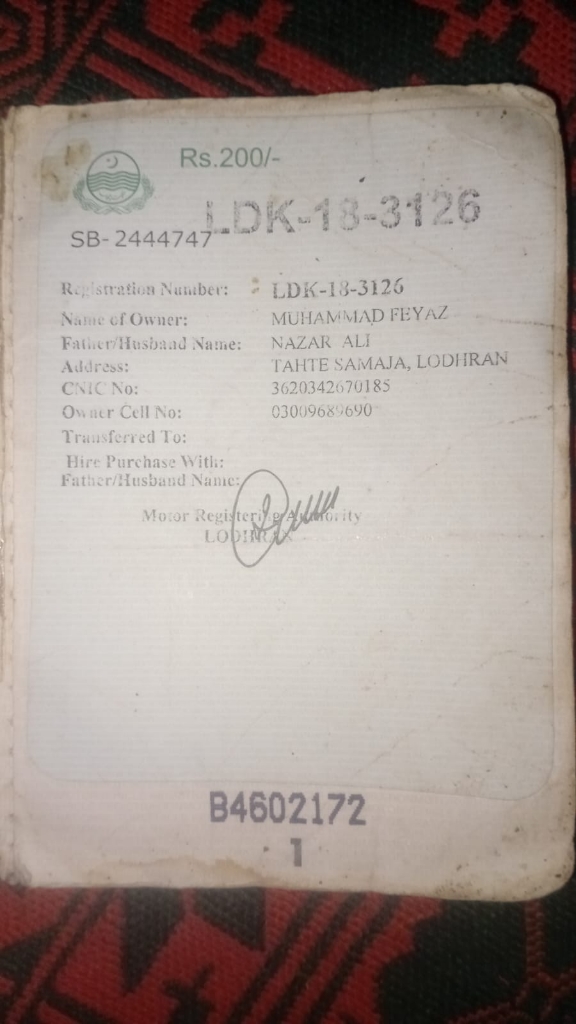 Rs.200/-
LDK-18-3126
SB-2444747
Registration Number: LDK-18-3126
Name of Owner: MUHAMMAD FEYAZ
Father/Husband Name: NAZAR ALI
Address: TAHTE SAMAJA, LODHRAN
CNIC No: 3620342670185
Owner Cell No: 03009689690
Transferred To:
Hire Purchase With:
Father/Husband Name:
Motor Registering Authority
LODHRAN
B4602172
1